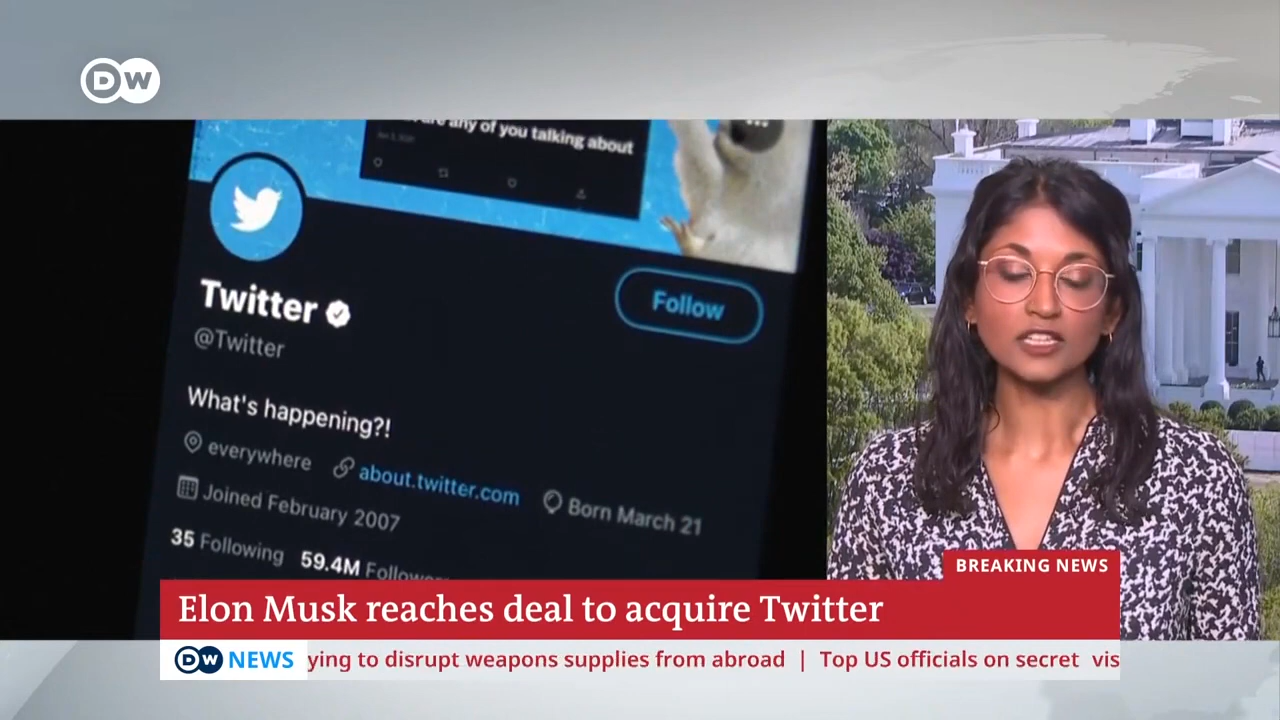 DW
are any of you talking about
Twitter
@Twitter
Follow
What's happening?!
everywhere about.twitter.com Born March 21
Joined February 2007
35 Following 59.4M
BREAKING NEWS
Elon Musk reaches deal to acquire Twitter
DW NEWS ying to disrupt weapons supplies from abroad | Top US officials on secret vis